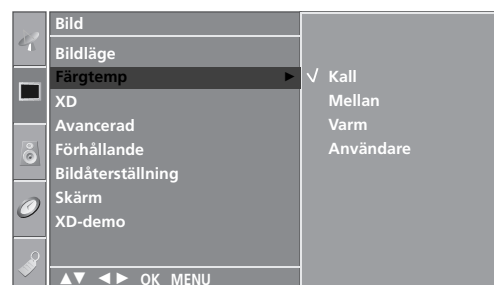 Bild
Bildläge
Färgtemp ►
XD
Avancerad
Förhållande
Bildåterställning
Skärm
XD-demo
▲▼ ◄► OK MENU
√ Kall
Mellan
Varm
Användare